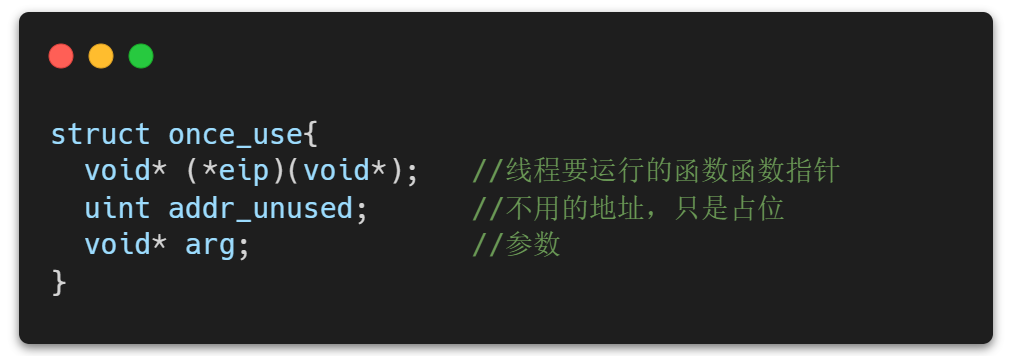 struct once_use{
  void* (*eip)(void*);   //线程要运行的函数函数指针
  uint addr_unused;      //不用的地址，只是占位
  void* arg;             //参数
}